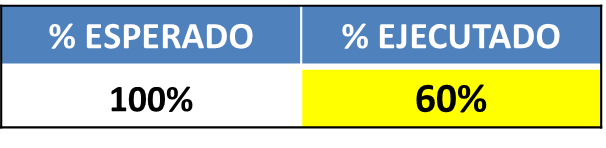 % ESPERADO % EJECUTADO
100% 60%